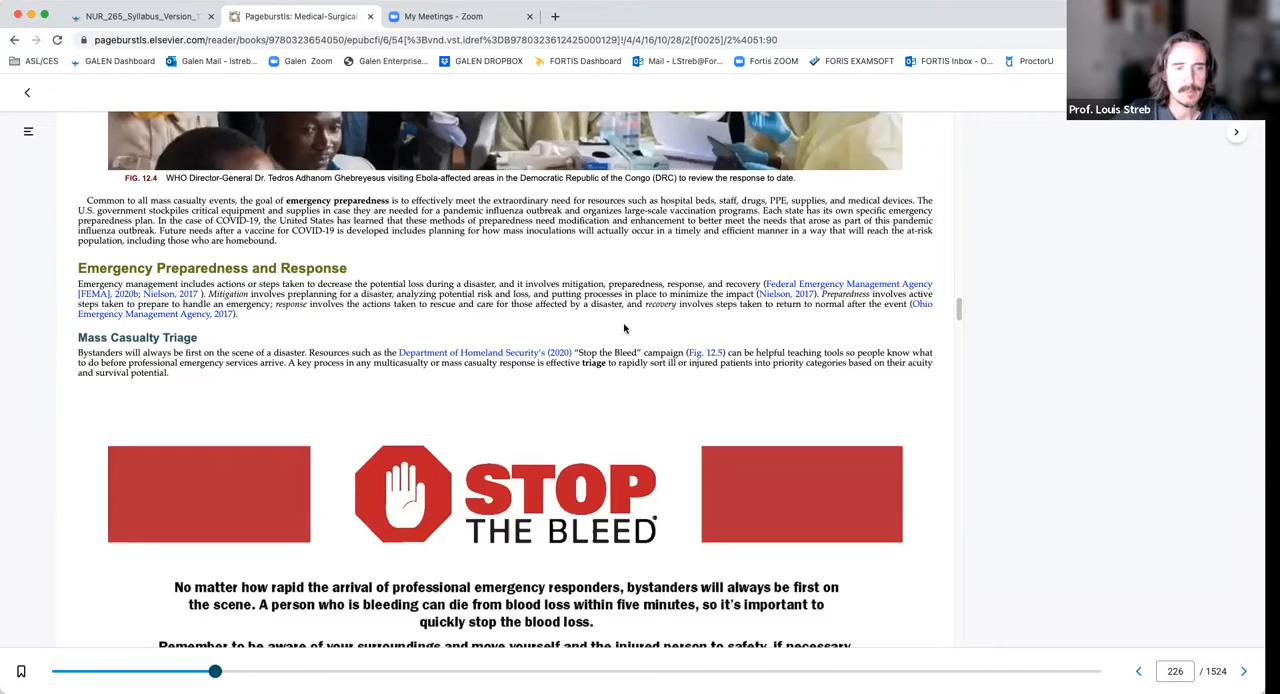 NUR_265_Syllabus_Version_
Pageburstls: Medical-Surgical
My Meetings - Zoom
pageburstls.elsevier.com/reader/books/9780323654050/epubcfi/6/54[%3Bvnd.vst.idref%3DB9780323612425000129]!/4/4/16/10/28/2[f0025]/2%4051:90
ASL/CES GALEN Dashboard Galen Mail - lstreb... Galen Zoom Galen Enterprise... GALEN DROPBOX FORTIS Dashboard Mail - LStreb@For... Fortis ZOOM FORIS EXAMSOFT FORTIS Inbox - O... ProctorU
Prof. Louis Streb
FIG. 12.4 WHO Director-General Dr. Tedros Adhanom Ghebreyesus visiting Ebola-affected areas in the Democratic Republic of the Congo (DRC) to review the response to date.
Common to all mass casualty events, the goal of emergency preparedness is to effectively meet the extraordinary need for resources such as hospital beds, staff, drugs, PPE, supplies, and medical devices. The
U.S. government stockpiles critical equipment and supplies in case they are needed for a pandemic influenza outbreak and organizes large-scale vaccination programs. Each state has its own specific emergency
preparedness plan. In the case of COVID-19, the United States has learned that these methods of preparedness need modification and enhancement to better meet the needs that arose as part of this pandemic
influenza outbreak. Future needs after a vaccine for COVID-19 is developed includes planning for how mass inoculations will actually occur in a timely and efficient manner in a way that will reach the at-risk
population, including those who are homebound.
Emergency Preparedness and Response
Emergency management includes actions or steps taken to decrease the potential loss during a disaster, and it involves mitigation, preparedness, response, and recovery (Federal Emergency Management Agency
[FEMA], 2020b; Nielson, 2017 ). Mitigation involves preplanning for a disaster, analyzing potential risk and loss, and putting processes in place to minimize the impact (Nielson, 2017). Preparedness involves active
steps taken to prepare to handle an emergency; response involves the actions taken to rescue and care for those affected by a disaster, and recovery involves steps taken to return to normal after the event (Ohio
Emergency Management Agency, 2017).
Mass Casualty Triage
Bystanders will always be first on the scene of a disaster. Resources such as the Department of Homeland Security's (2020) "Stop the Bleed" campaign (Fig. 12.5) can be helpful teaching tools so people know what
to do before professional emergency services arrive. A key process in any multicasualty or mass casualty response is effective triage to rapidly sort ill or injured patients into priority categories based on their acuity
and survival potential.
STOP
THE BLEED
No matter how rapid the arrival of professional emergency responders, bystanders will always be first on
the scene. A person who is bleeding can die from blood loss within five minutes, so it's important to
quickly stop the blood loss.
Remember to be aware of your surroundings and move yourself and the injured person to safety, if necessary
226 / 1524